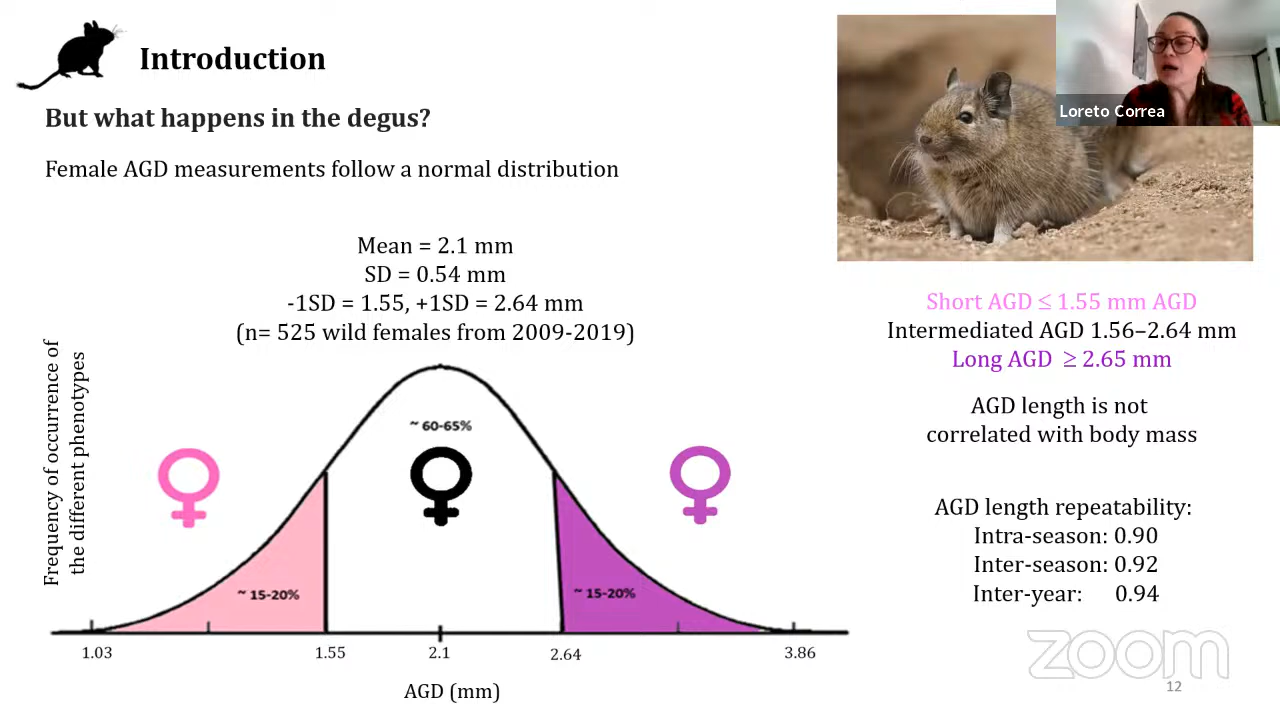 Introduction
But what happens in the degus?
Female AGD measurements follow a normal distribution
Mean = 2.1 mm
SD = 0.54 mm
-1SD = 1.55, +1SD = 2.64 mm
(n= 525 wild females from 2009-2019)
Frequency of occurrence of
the different phenotypes
~ 60-65%
~ 15-20%
~ 15-20%
1.03
1.55
2.1
2.64
3.86
AGD (mm)
Loreto Correa
Short AGD ≤ 1.55 mm AGD
Intermediated AGD 1.56–2.64 mm
Long AGD ≥ 2.65 mm
AGD length is not
correlated with body mass
AGD length repeatability:
Intra-season: 0.90
Inter-season: 0.92
Inter-year: 0.94
zoom
12